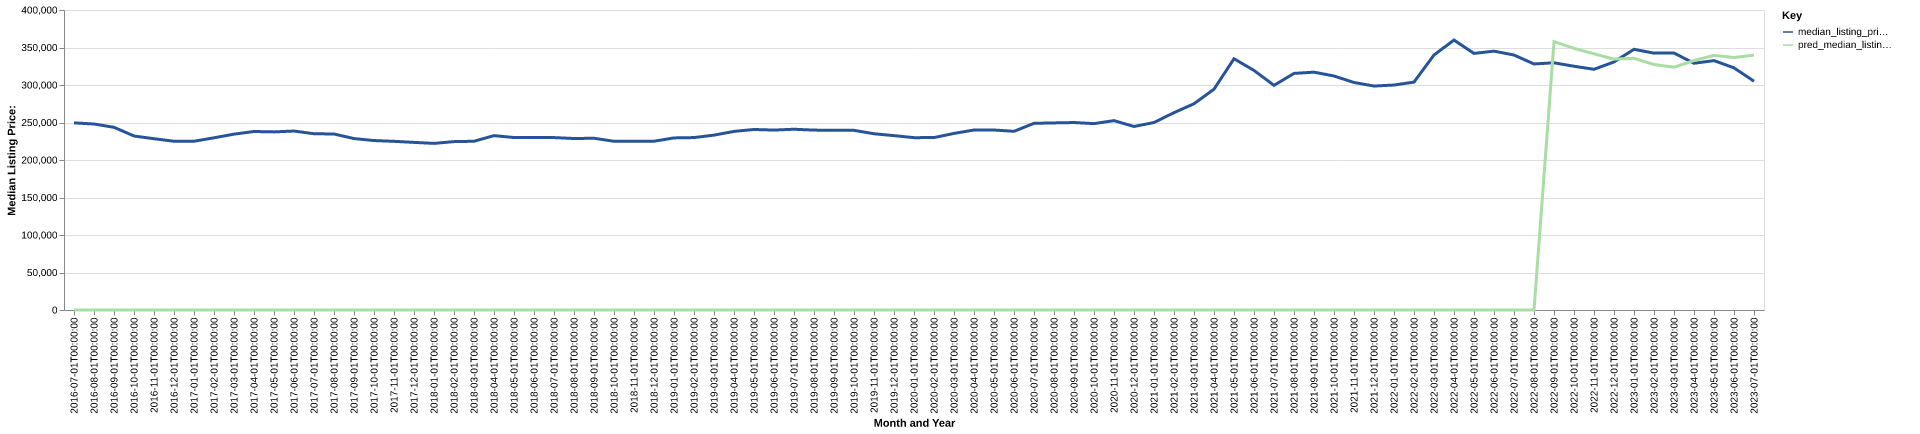 400,000
350,000
300,000
250,000
200,000
150,000
100,000
50,000
0
Median Listing Price:
2016-07-01T00:00:00
2016-08-01T00:00:00
2016-09-01T00:00:00
2016-10-01T00:00:00
2016-11-01T00:00:00
2016-12-01T00:00:00
2017-01-01T00:00:00
2017-02-01T00:00:00
2017-03-01T00:00:00
2017-04-01T00:00:00
2017-05-01T00:00:00
2017-06-01T00:00:00
2017-07-01T00:00:00
2017-08-01T00:00:00
2017-09-01T00:00:00
2017-10-01T00:00:00
2017-11-01T00:00:00
2017-12-01T00:00:00
2018-01-01T00:00:00
2018-02-01T00:00:00
2018-03-01T00:00:00
2018-04-01T00:00:00
2018-05-01T00:00:00
2018-06-01T00:00:00
2018-07-01T00:00:00
2018-08-01T00:00:00
2018-09-01T00:00:00
2018-10-01T00:00:00
2018-11-01T00:00:00
2018-12-01T00:00:00
2019-01-01T00:00:00
2019-02-01T00:00:00
2019-03-01T00:00:00
2019-04-01T00:00:00
2019-05-01T00:00:00
2019-06-01T00:00:00
2019-07-01T00:00:00
2019-08-01T00:00:00
2019-09-01T00:00:00
2019-10-01T00:00:00
2019-11-01T00:00:00
2019-12-01T00:00:00
2020-01-01T00:00:00
2020-02-01T00:00:00
2020-03-01T00:00:00
2020-04-01T00:00:00
2020-05-01T00:00:00
2020-06-01T00:00:00
2020-07-01T00:00:00
2020-08-01T00:00:00
2020-09-01T00:00:00
2020-10-01T00:00:00
2020-11-01T00:00:00
2020-12-01T00:00:00
2021-01-01T00:00:00
2021-02-01T00:00:00
2021-03-01T00:00:00
2021-04-01T00:00:00
2021-05-01T00:00:00
2021-06-01T00:00:00
2021-07-01T00:00:00
2021-08-01T00:00:00
2021-09-01T00:00:00
2021-10-01T00:00:00
2021-11-01T00:00:00
2021-12-01T00:00:00
2022-01-01T00:00:00
2022-02-01T00:00:00
2022-03-01T00:00:00
2022-04-01T00:00:00
2022-05-01T00:00:00
2022-06-01T00:00:00
2022-07-01T00:00:00
2022-08-01T00:00:00
2022-09-01T00:00:00
2022-10-01T00:00:00
2022-11-01T00:00:00
2022-12-01T00:00:00
2023-01-01T00:00:00
2023-02-01T00:00:00
2023-03-01T00:00:00
2023-04-01T00:00:00
2023-05-01T00:00:00
2023-06-01T00:00:00
2023-07-01T00:00:00
Month and Year
Key
median_listing_pri…
pred_median_listin…